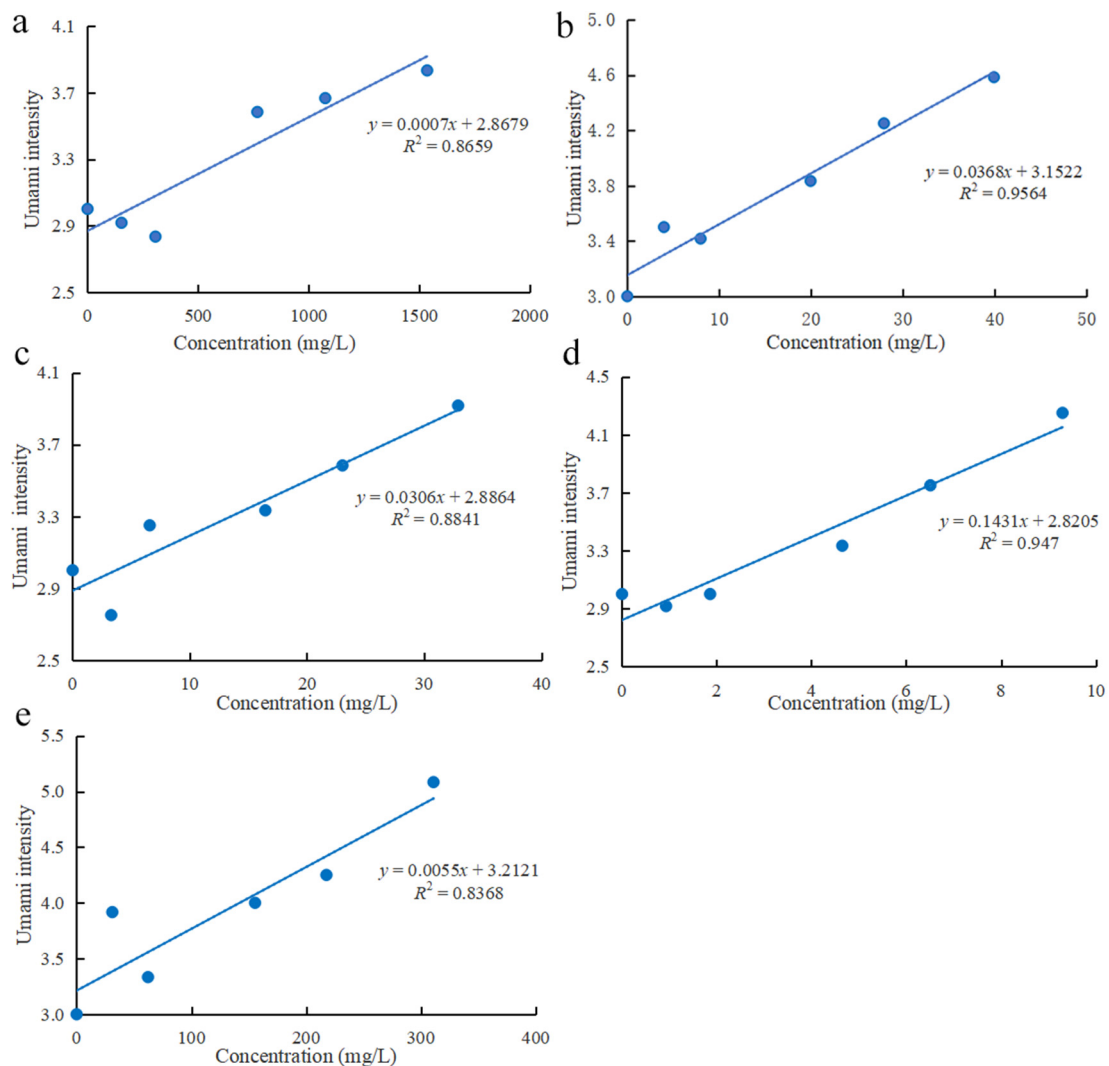 a
Umami intensity
4.1
3.7
3.3
2.9
2.5
y = 0.0007x + 2.8679
R² = 0.8659
0 500 1000 1500 2000
Concentration (mg/L)
b
Umami intensity
5.0
4.6
4.2
3.8
3.4
3.0
y = 0.0368x + 3.1522
R² = 0.9564
0 10 20 30 40 50
Concentration (mg/L)
c
Umami intensity
4.1
3.7
3.3
2.9
2.5
y = 0.0306x + 2.8864
R² = 0.8841
0 10 20 30 40
Concentration (mg/L)
d
Umami intensity
4.5
4.1
3.7
3.3
2.9
2.5
y = 0.1431x + 2.8205
R² = 0.947
0 2 4 6 8 10
Concentration (mg/L)
e
Umami intensity
5.5
5.0
4.5
4.0
3.5
3.0
y = 0.0055x + 3.2121
R² = 0.8368
0 100 200 300 400
Concentration (mg/L)